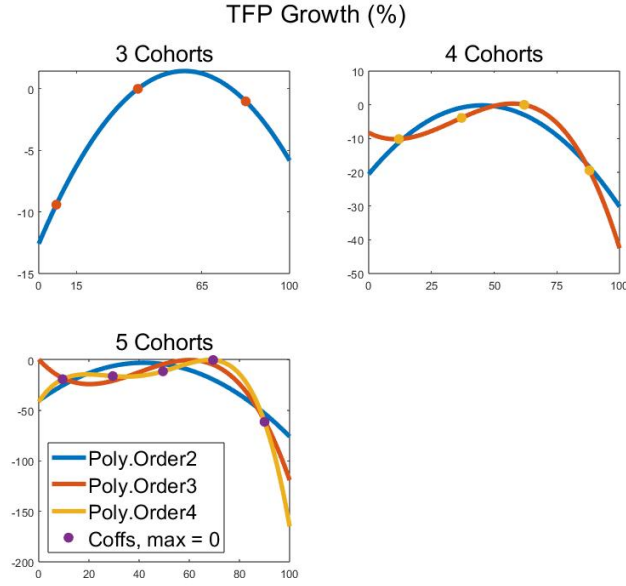 TFP Growth (%)
3 Cohorts
0
-5
-10
-15
0 15 65 100
4 Cohorts
10
0
-10
-20
-30
-40
-50
0 25 50 75 100
5 Cohorts
0
-50
-100
-150
-200
0 20 40 60 80 100
Poly.Order2
Poly.Order3
Poly.Order4
Coffs, max = 0